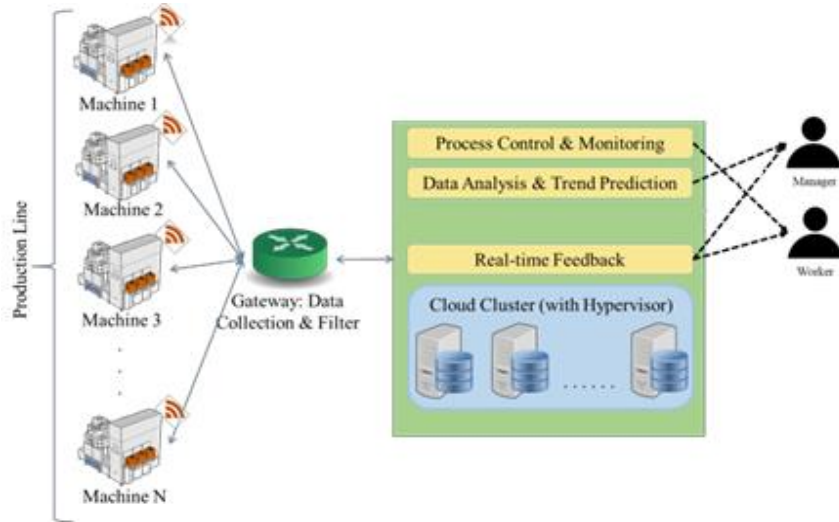 Production Line
Machine 1
Machine 2
Machine 3
Machine N
Gateway: Data
Collection & Filter
Process Control & Monitoring
Data Analysis & Trend Prediction
Real-time Feedback
Cloud Cluster (with Hypervisor)
Manager
Worker